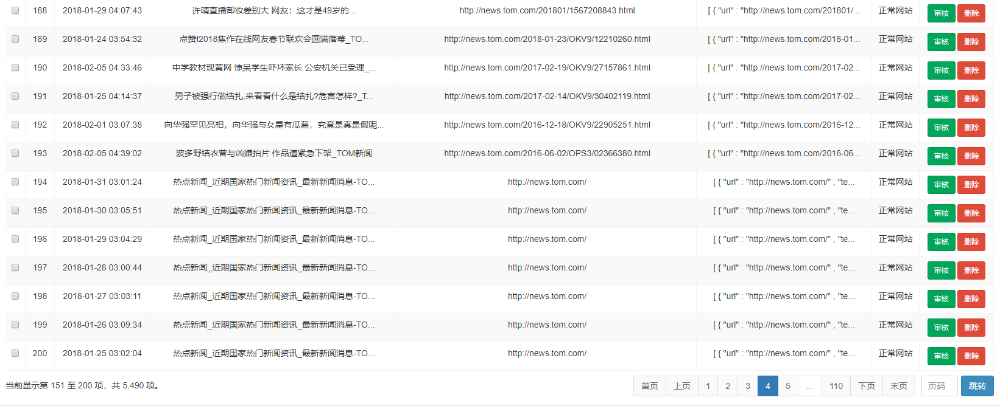 188 2018-01-29 04:07:43 许晴直播卸妆差别大 网友：这才是49岁的... http://news.tom.com/201801/1567208843.html [ { "url" : "http://news.tom.com/201801/... 正常网站 审核 删除
189 2018-01-24 03:54:32 点赞!2018焦作在线网友春节联欢会圆满落幕_TO... http://news.tom.com/2018-01-23/OKV9/12210260.html [ { "url" : "http://news.tom.com/2018-01... 正常网站 审核 删除
190 2018-02-05 04:33:46 中学教材现黄网 惊呆学生吓坏家长 公安机关已受理_... http://news.tom.com/2017-02-19/OKV9/27157861.html [ { "url" : "http://news.tom.com/2017-02... 正常网站 审核 删除
191 2018-01-25 04:14:37 男子被强行做结扎,来看看什么是结扎?危害怎样?_T... http://news.tom.com/2017-02-14/OKV9/30402119.html [ { "url" : "http://news.tom.com/2017-02... 正常网站 审核 删除
192 2018-02-01 03:07:38 向华强罕见亮相，向华强与女星有瓜葛，究竟是真是假呢... http://news.tom.com/2016-12-18/OKV9/22905251.html [ { "url" : "http://news.tom.com/2016-12... 正常网站 审核 删除
193 2018-02-05 04:39:02 波多野结衣曾与凶嫌拍片 作品遭紧急下架_TOM新闻 http://news.tom.com/2016-06-02/OPS3/02366380.html [ { "url" : "http://news.tom.com/2016-06... 正常网站 审核 删除
194 2018-01-31 03:01:24 热点新闻_近期国家热门新闻资讯_最新新闻消息-TO... http://news.tom.com/ [ { "url" : "http://news.tom.com/" , "te... 正常网站 审核 删除
195 2018-01-30 03:05:51 热点新闻_近期国家热门新闻资讯_最新新闻消息-TO... http://news.tom.com/ [ { "url" : "http://news.tom.com/" , "te... 正常网站 审核 删除
196 2018-01-29 03:04:29 热点新闻_近期国家热门新闻资讯_最新新闻消息-TO... http://news.tom.com/ [ { "url" : "http://news.tom.com/" , "te... 正常网站 审核 删除
197 2018-01-28 03:00:44 热点新闻_近期国家热门新闻资讯_最新新闻消息-TO... http://news.tom.com/ [ { "url" : "http://news.tom.com/" , "te... 正常网站 审核 删除
198 2018-01-27 03:03:11 热点新闻_近期国家热门新闻资讯_最新新闻消息-TO... http://news.tom.com/ [ { "url" : "http://news.tom.com/" , "te... 正常网站 审核 删除
199 2018-01-26 03:09:34 热点新闻_近期国家热门新闻资讯_最新新闻消息-TO... http://news.tom.com/ [ { "url" : "http://news.tom.com/" , "te... 正常网站 审核 删除
200 2018-01-25 03:02:04 热点新闻_近期国家热门新闻资讯_最新新闻消息-TO... http://news.tom.com/ [ { "url" : "http://news.tom.com/" , "te... 正常网站 审核 删除
当前显示第 151 至 200 项，共 5,490 项。 首页 上页 1 2 3 4 5 ... 110 下页 末页 页码 跳转